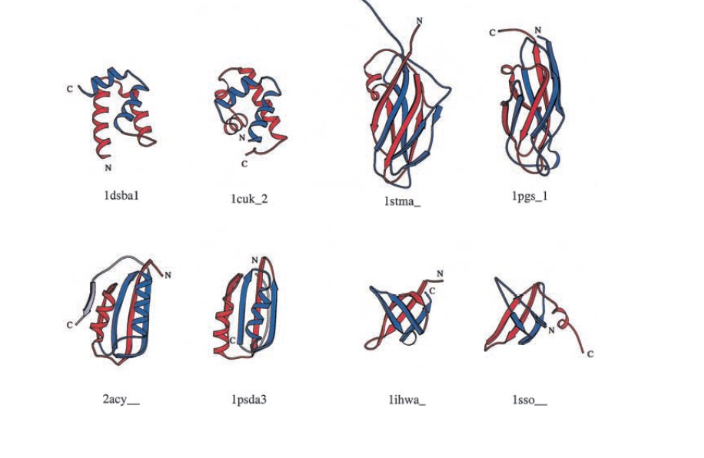 N
C
N
C
C
N
N
C
1dsba1
1cuk_2
1stma_
1pgs_1
N
C
N
C
N
C
N
C
2acy__
1psda3
1ihwa_
1sso__